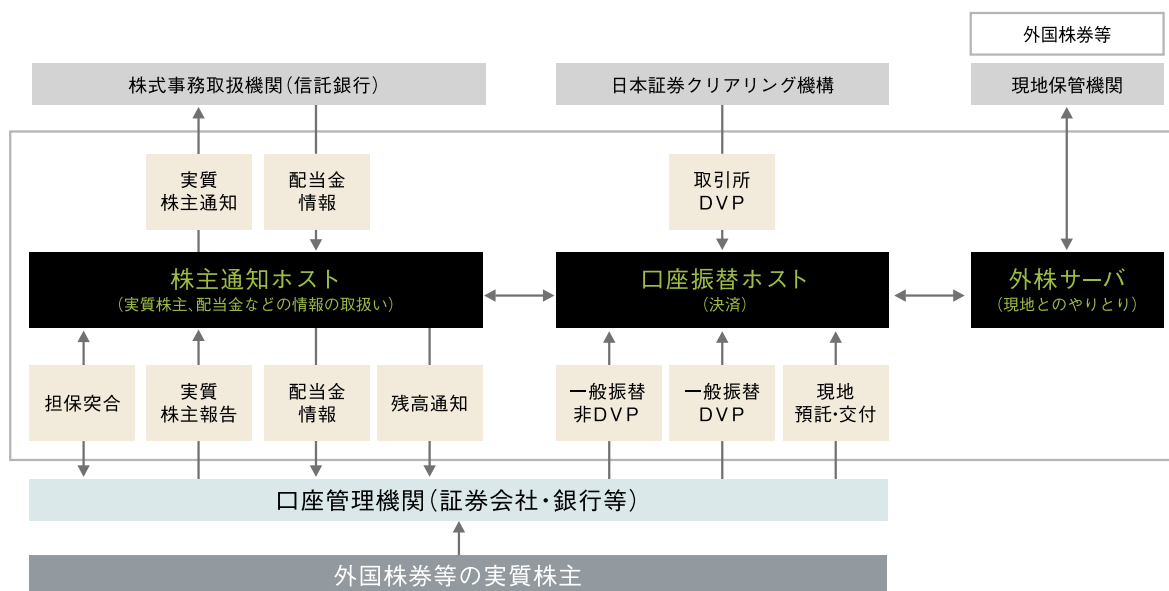 外国株券等
株式事務取扱機関（信託銀行）
日本証券クリアリング機構
現地保管機関
実質
株主通知
配当金
情報
取引所
DVP
株主通知ホスト
（実質株主、配当金などの情報の取扱い）
口座振替ホスト
（決済）
外株サーバ
（現地とのやりとり）
担保突合
実質
株主報告
配当金
情報
残高通知
一般振替
非DVP
一般振替
DVP
現地
預託・交付
口座管理機関（証券会社・銀行等）
外国株券等の実質株主